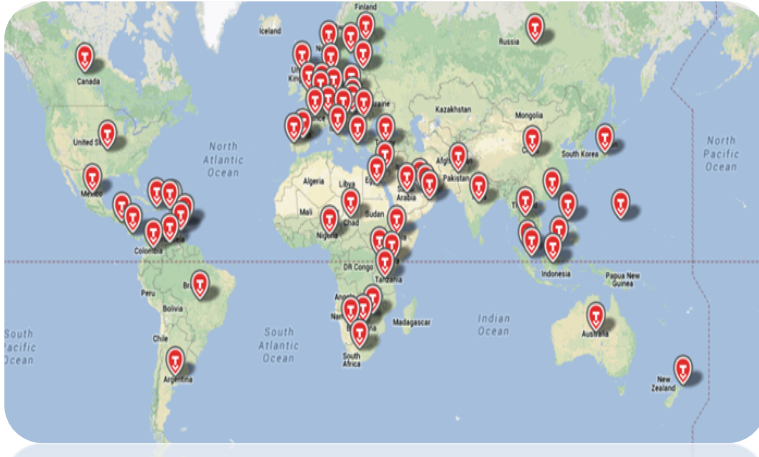 Finland
Iceland
Russia
Canada
Kazakhstan
Mongolia
South Korea
North
Atlantic
Ocean
North
Pacific
Ocean
Pakistan
Algeria
Libya
Arabia
Mexico
Mali
Chad
Sudan
Nigeria
Colombia
DR Congo
Tanzania
Indonesia
Papua New
Guinea
Peru
Bolivia
Madagascar
Indian
Ocean
South
Pacific
Ocean
South
Atlantic
Ocean
Chile
South
Africa
Australia
Argentina
New
Zealand